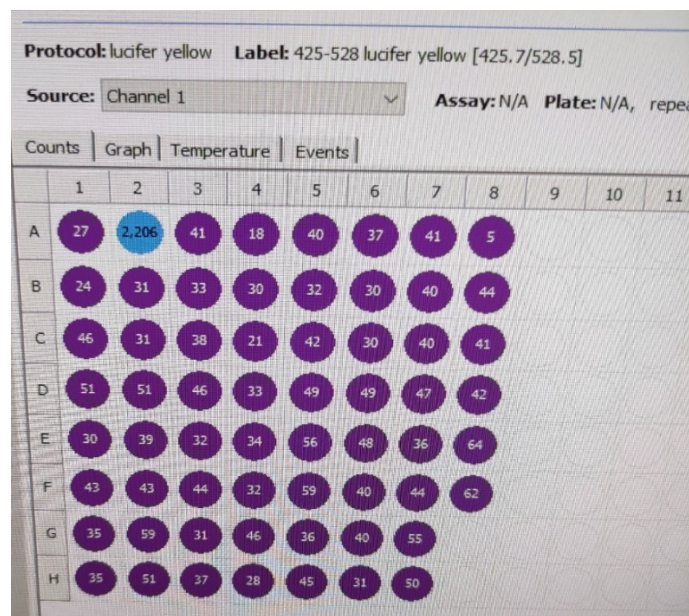 Protocol: lucifer yellow Label: 425-528 lucifer yellow [425.7/528.5]
Source: Channel 1 Assay: N/A Plate: N/A, repea
Counts Graph Temperature Events
1 2 3 4 5 6 7 8 9 10 11
A 27 2,206 41 18 40 37 41 5
B 24 31 33 30 32 30 40 44
C 46 31 38 21 42 30 40 41
D 51 51 46 33 49 49 47 42
E 30 39 32 34 56 48 36 64
F 43 43 44 32 59 40 44 62
G 35 59 31 46 36 40 55
H 35 51 37 28 45 31 50